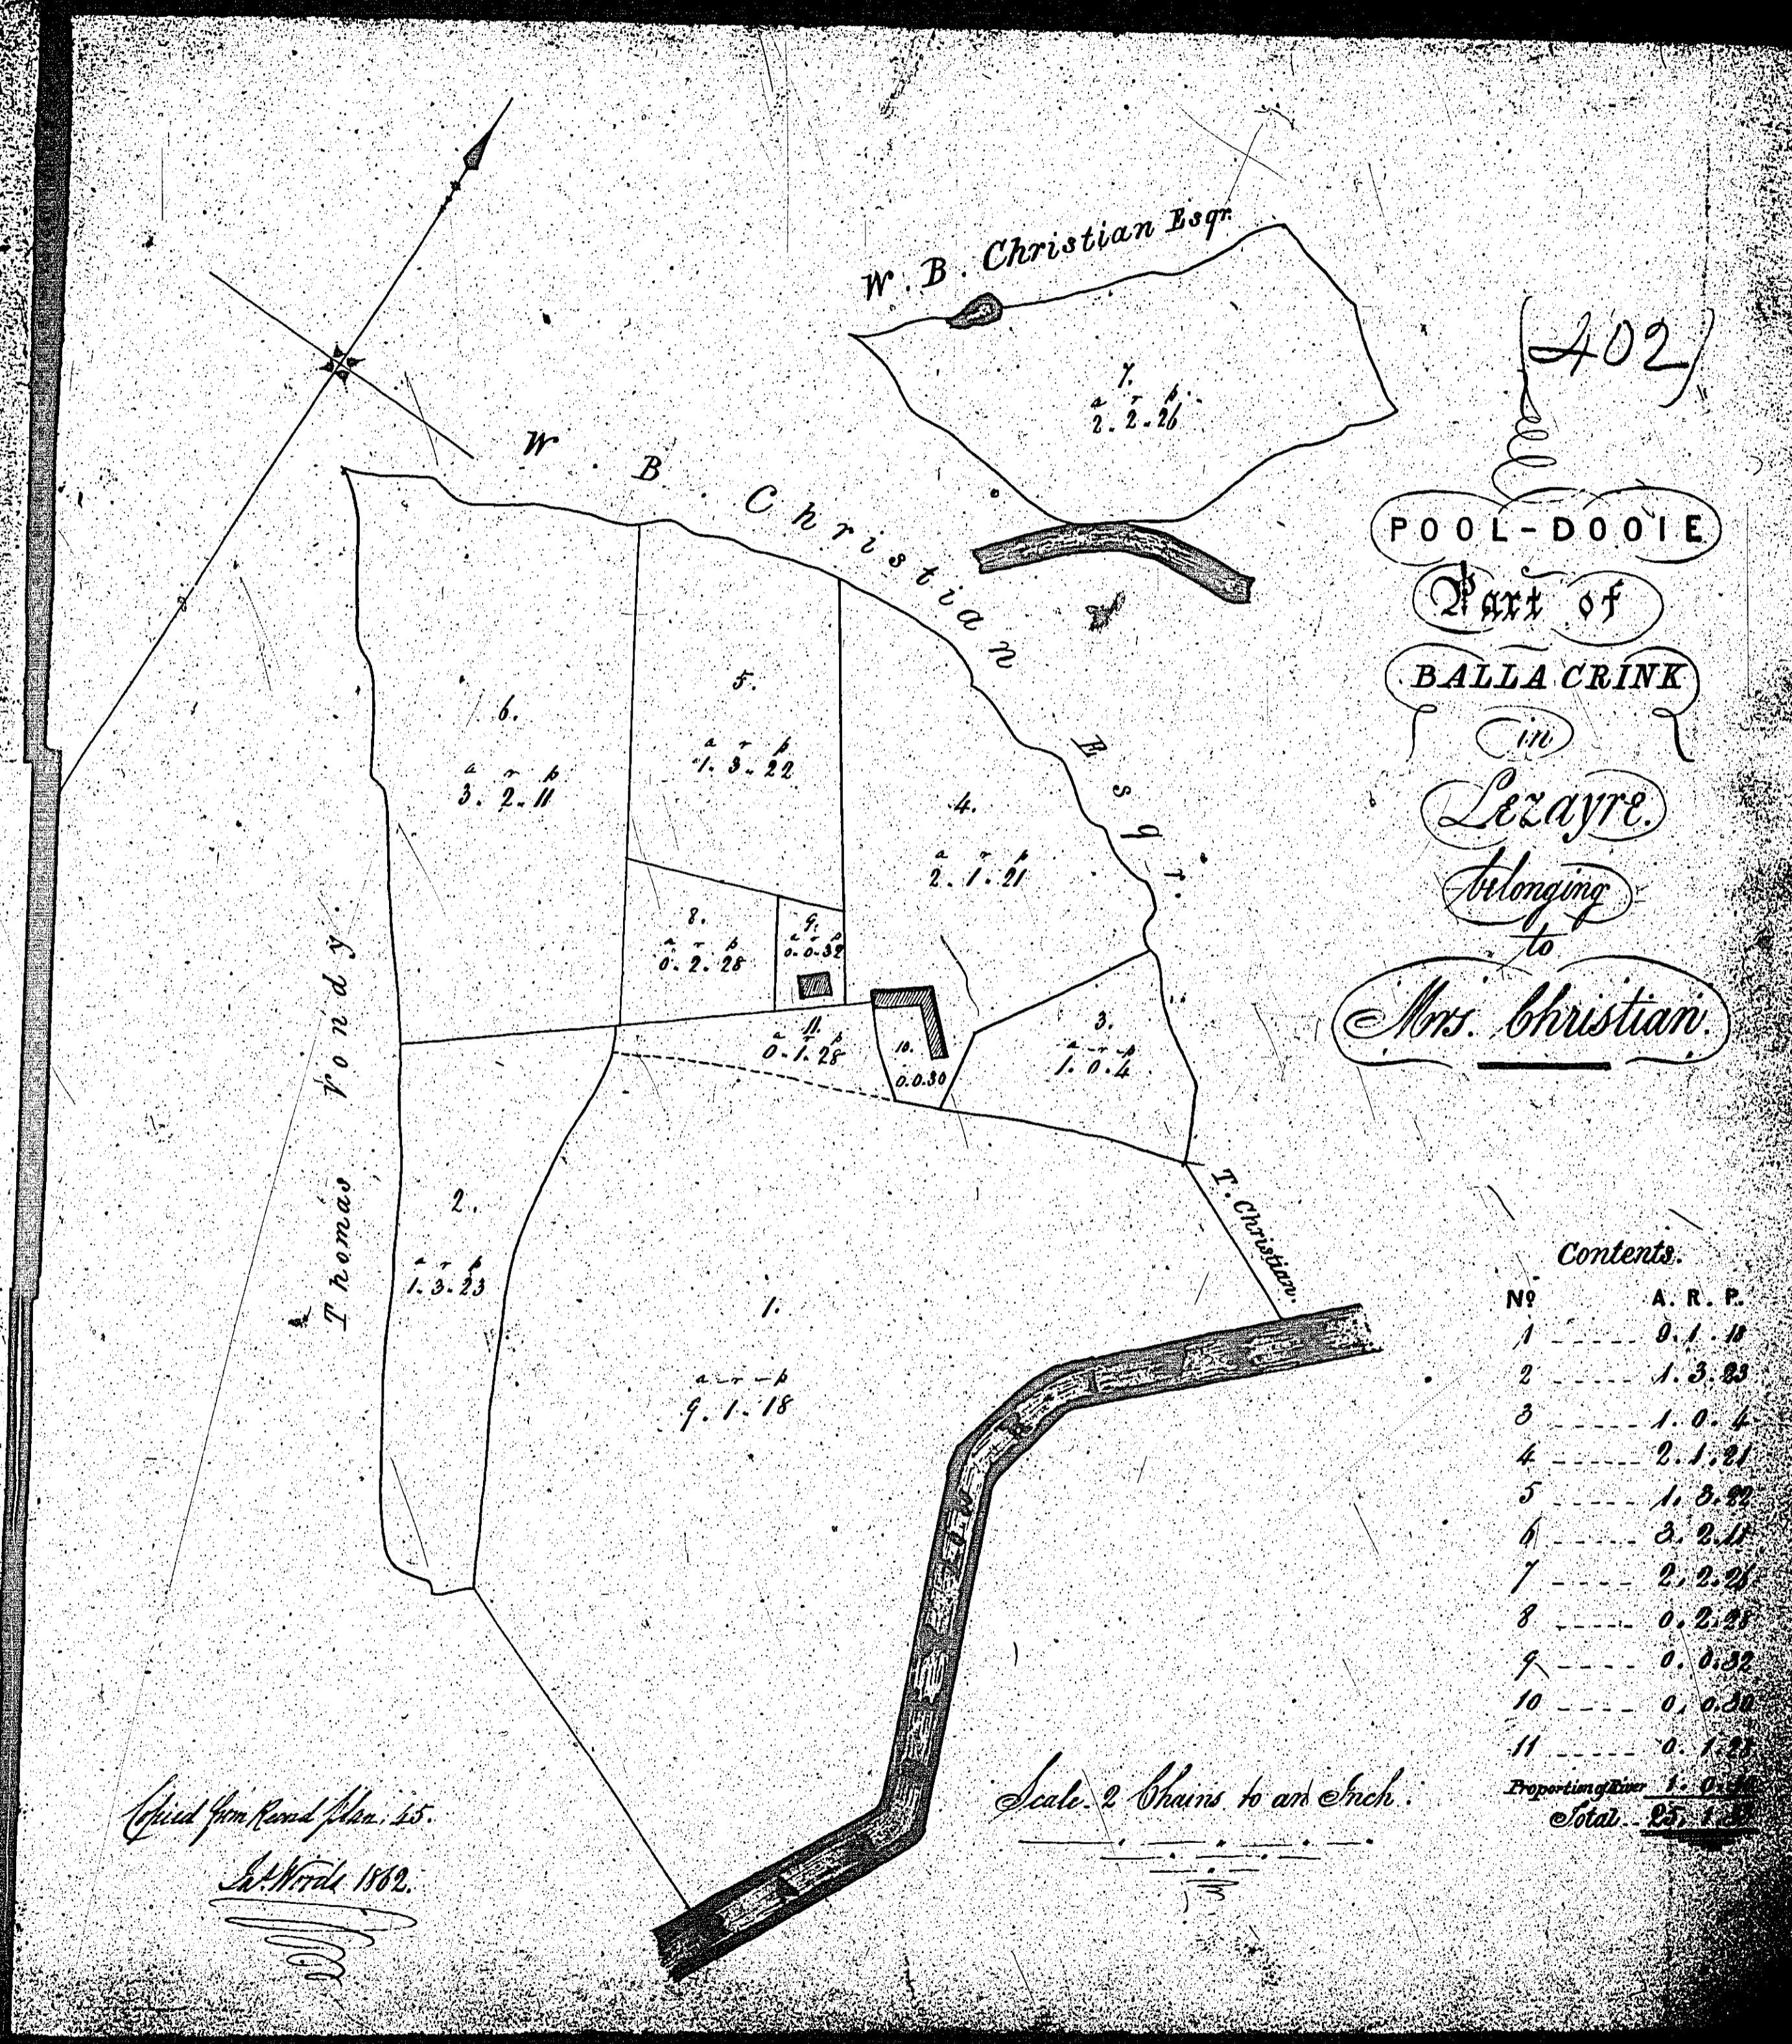 (402)
POOL-DOOIE
Part of
BALLA CRINK
in
Lezayre.
belonging
to
Mrs. Christian.
W. B. Christian Esqr.
7.
a r p
2. 2. 26
W. B. Christian Esqr.
6.
a r p
3. 2. 11
5.
a r p
1. 3. 22
4.
a r p
2. 1. 21
8.
a r p
0. 2. 28
9.
a r p
0. 0. 32
11.
a r p
0. 1. 28
10.
0. 0. 30
3.
a r p
1. 0. 4
Thomas Vondy.
2.
a r p
1. 3. 23
1.
a r p
9. 1. 18
T. Christian.
Contents.
No A. R. P.
1 9. 1. 18
2 1. 3. 23
3 1. 0. 4
4 2. 1. 21
5 1. 3. 22
6 3. 2. 11
7 2. 2. 26
8 0. 2. 28
9 0. 0. 32
10 0. 0. 30
11 0. 1. 28
Proportion of River 1. 0.
Total 25. 1.
Scale. 2 Chains to an Inch.
Copied from Plan. 45.
Woods 1862.